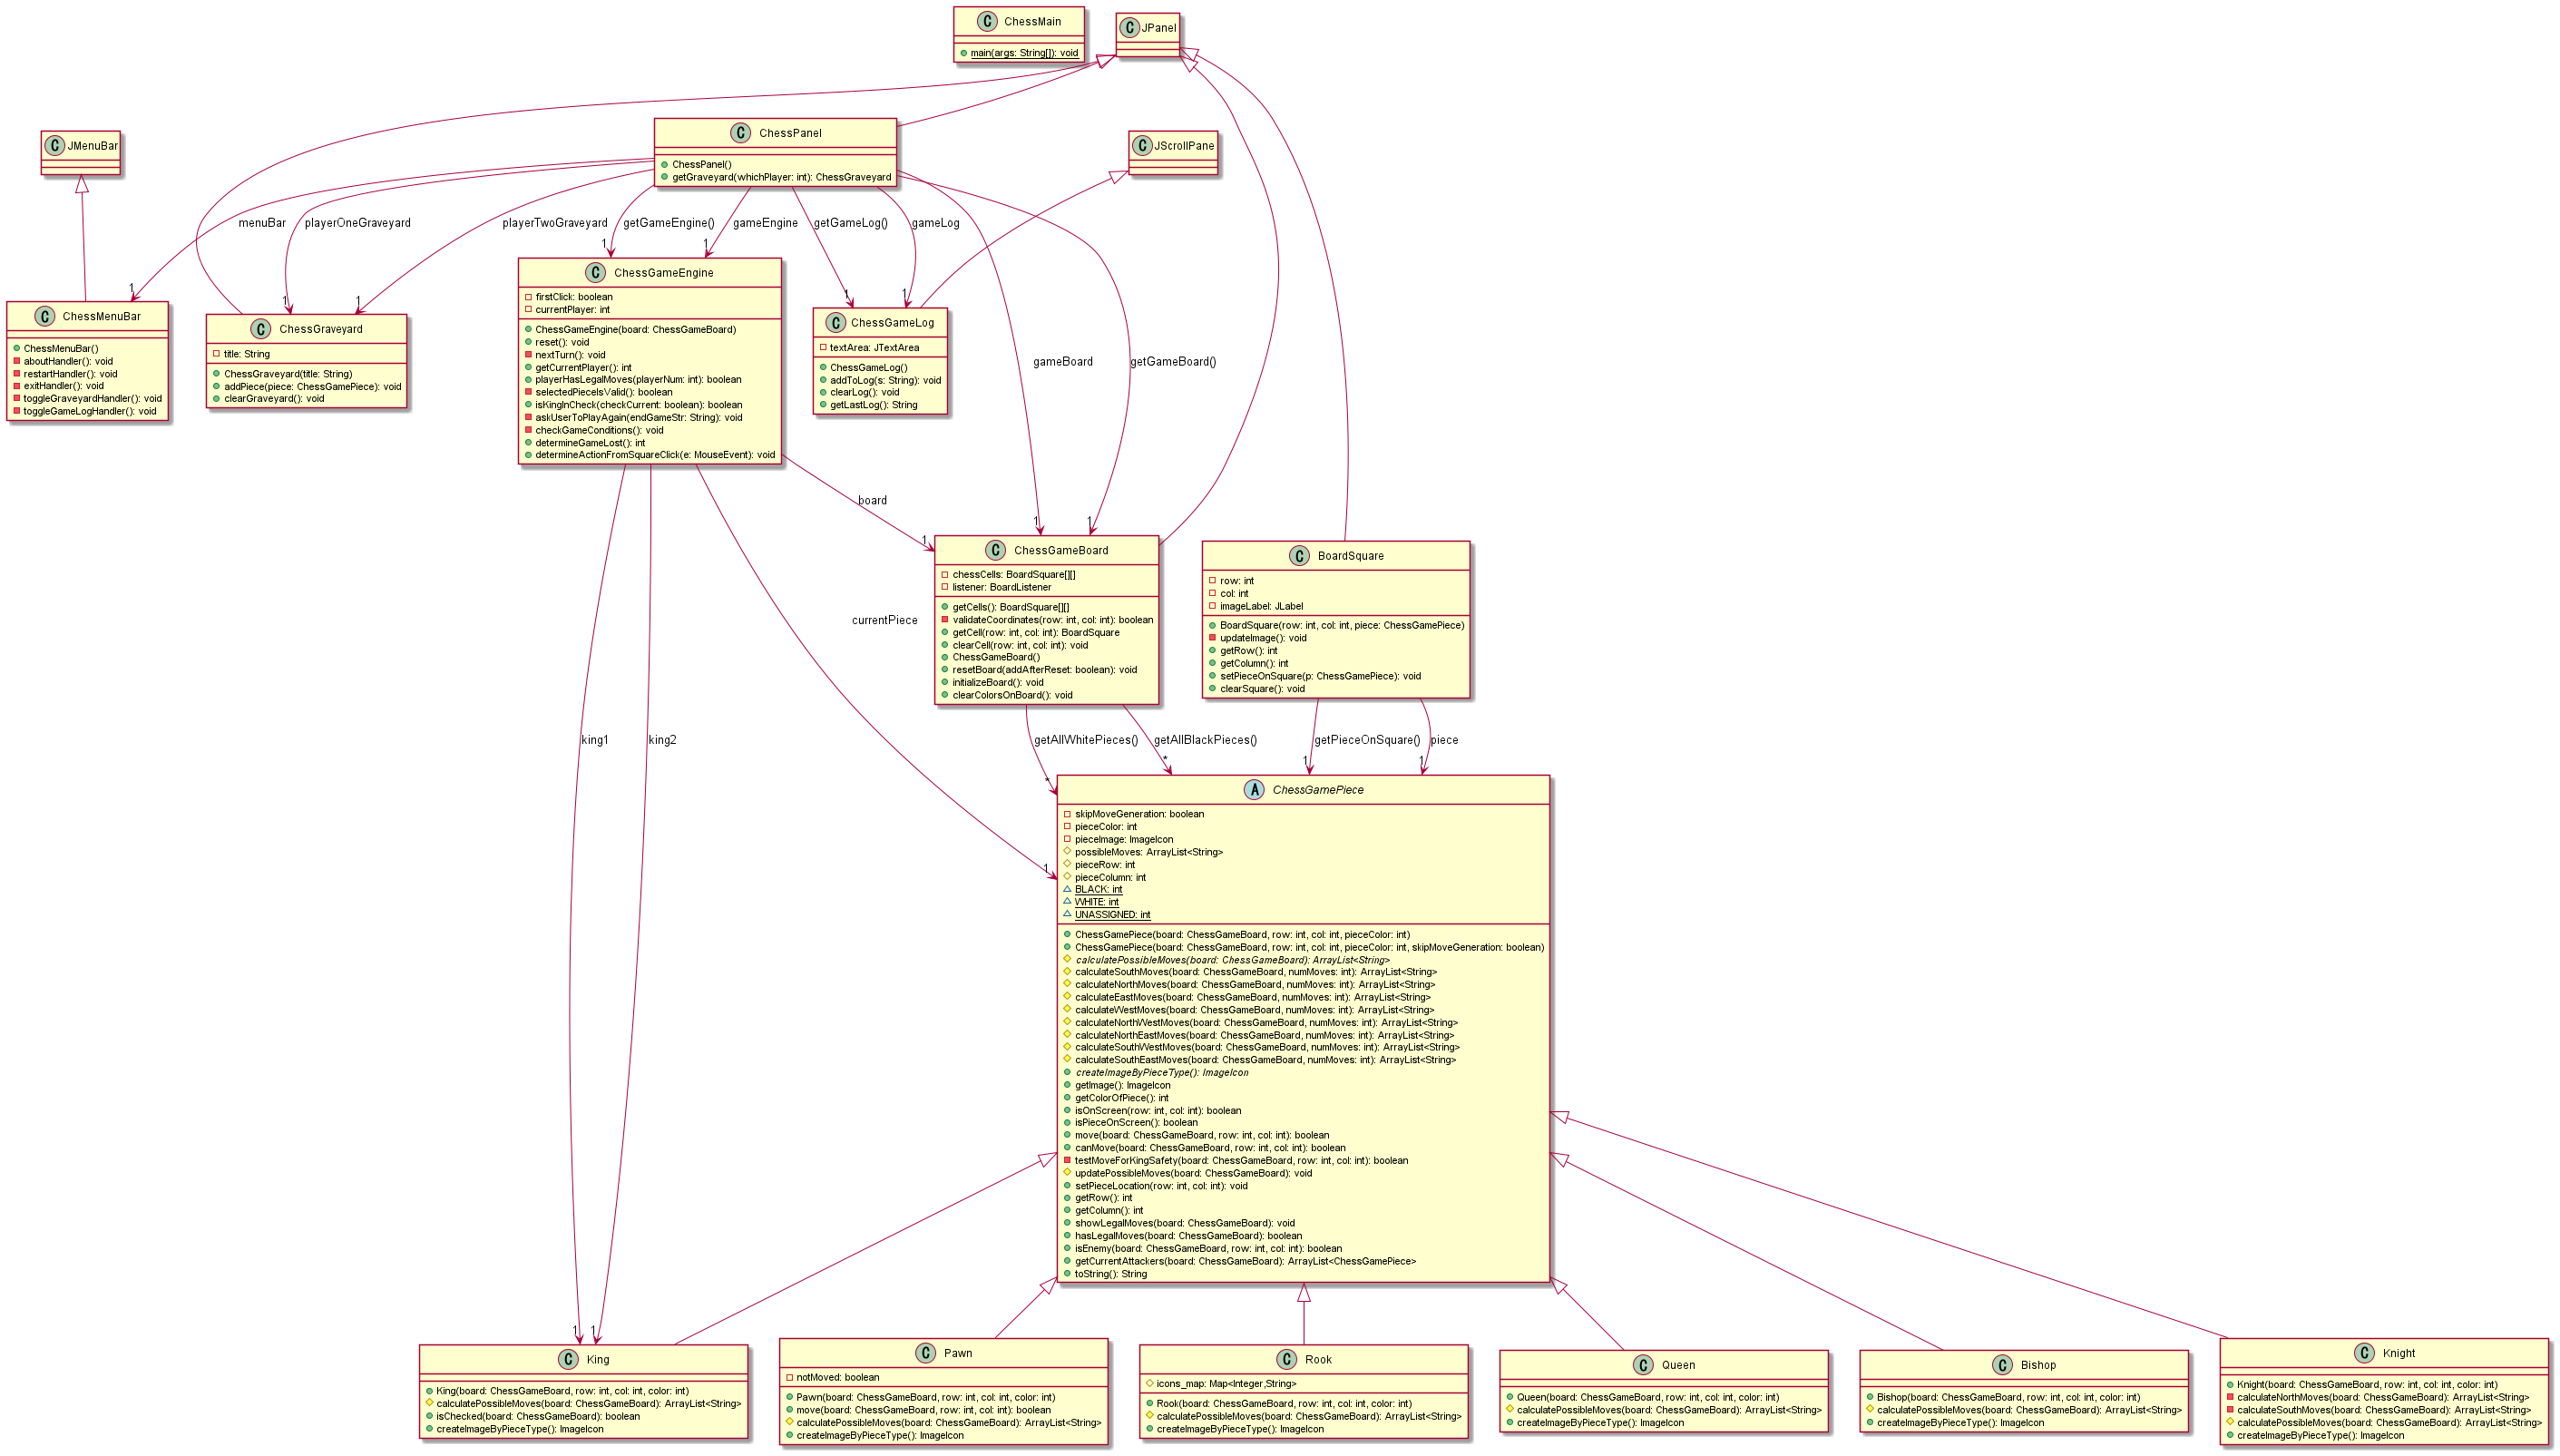 C ChessMain
main(args: String[]): void
C JPanel
C JMenuBar
C ChessPanel
ChessPanel()
getGraveyard(whichPlayer: int): ChessGraveyard
C JScrollPane
menuBar
playerOneGraveyard
playerTwoGraveyard
getGameEngine()
gameEngine
getGameLog()
gameLog
1
1
1
1
1
1
1
C ChessMenuBar
ChessMenuBar()
aboutHandler(): void
restartHandler(): void
exitHandler(): void
toggleGraveyardHandler(): void
toggleGameLogHandler(): void
C ChessGraveyard
title: String
ChessGraveyard(title: String)
addPiece(piece: ChessGamePiece): void
clearGraveyard(): void
C ChessGameEngine
firstClick: boolean
currentPlayer: int
ChessGameEngine(board: ChessGameBoard)
reset(): void
nextTurn(): void
getCurrentPlayer(): int
playerHasLegalMoves(playerNum: int): boolean
selectedPieceIsValid(): boolean
isKingInCheck(checkCurrent: boolean): boolean
askUserToPlayAgain(endGameStr: String): void
checkGameConditions(): void
determineGameLost(): int
determineActionFromSquareClick(e: MouseEvent): void
C ChessGameLog
textArea: JTextArea
ChessGameLog()
addToLog(s: String): void
clearLog(): void
getLastLog(): String
gameBoard
getGameBoard()
board
1
1
1
C ChessGameBoard
chessCells: BoardSquare[][]
listener: BoardListener
getCells(): BoardSquare[][]
validateCoordinates(row: int, col: int): boolean
getCell(row: int, col: int): BoardSquare
clearCell(row: int, col: int): void
ChessGameBoard()
resetBoard(addAfterReset: boolean): void
initializeBoard(): void
clearColorsOnBoard(): void
C BoardSquare
row: int
col: int
imageLabel: JLabel
BoardSquare(row: int, col: int, piece: ChessGamePiece)
updateImage(): void
getRow(): int
getColumn(): int
setPieceOnSquare(p: ChessGamePiece): void
clearSquare(): void
currentPiece
king1
king2
getAllWhitePieces()
getAllBlackPieces()
getPieceOnSquare()
piece
*
*
1
1
1
A ChessGamePiece
skipMoveGeneration: boolean
pieceColor: int
pieceImage: ImageIcon
possibleMoves: ArrayList<String>
pieceRow: int
pieceColumn: int
BLACK: int
WHITE: int
UNASSIGNED: int
ChessGamePiece(board: ChessGameBoard, row: int, col: int, pieceColor: int)
ChessGamePiece(board: ChessGameBoard, row: int, col: int, pieceColor: int, skipMoveGeneration: boolean)
calculatePossibleMoves(board: ChessGameBoard): ArrayList<String>
calculateSouthMoves(board: ChessGameBoard, numMoves: int): ArrayList<String>
calculateNorthMoves(board: ChessGameBoard, numMoves: int): ArrayList<String>
calculateEastMoves(board: ChessGameBoard, numMoves: int): ArrayList<String>
calculateWestMoves(board: ChessGameBoard, numMoves: int): ArrayList<String>
calculateNorthWestMoves(board: ChessGameBoard, numMoves: int): ArrayList<String>
calculateNorthEastMoves(board: ChessGameBoard, numMoves: int): ArrayList<String>
calculateSouthWestMoves(board: ChessGameBoard, numMoves: int): ArrayList<String>
calculateSouthEastMoves(board: ChessGameBoard, numMoves: int): ArrayList<String>
createImageByPieceType(): ImageIcon
getImage(): ImageIcon
getColorOfPiece(): int
isOnScreen(row: int, col: int): boolean
isPieceOnScreen(): boolean
move(board: ChessGameBoard, row: int, col: int): boolean
canMove(board: ChessGameBoard, row: int, col: int): boolean
testMoveForKingSafety(board: ChessGameBoard, row: int, col: int): boolean
updatePossibleMoves(board: ChessGameBoard): void
setPieceLocation(row: int, col: int): void
getRow(): int
getColumn(): int
showLegalMoves(board: ChessGameBoard): void
hasLegalMoves(board: ChessGameBoard): boolean
isEnemy(board: ChessGameBoard, row: int, col: int): boolean
getCurrentAttackers(board: ChessGameBoard): ArrayList<ChessGamePiece>
toString(): String
1
1
C King
King(board: ChessGameBoard, row: int, col: int, color: int)
calculatePossibleMoves(board: ChessGameBoard): ArrayList<String>
isChecked(board: ChessGameBoard): boolean
createImageByPieceType(): ImageIcon
C Pawn
notMoved: boolean
Pawn(board: ChessGameBoard, row: int, col: int, color: int)
move(board: ChessGameBoard, row: int, col: int): boolean
calculatePossibleMoves(board: ChessGameBoard): ArrayList<String>
createImageByPieceType(): ImageIcon
C Rook
icons_map: Map<Integer,String>
Rook(board: ChessGameBoard, row: int, col: int, color: int)
calculatePossibleMoves(board: ChessGameBoard): ArrayList<String>
createImageByPieceType(): ImageIcon
C Queen
Queen(board: ChessGameBoard, row: int, col: int, color: int)
calculatePossibleMoves(board: ChessGameBoard): ArrayList<String>
createImageByPieceType(): ImageIcon
C Bishop
Bishop(board: ChessGameBoard, row: int, col: int, color: int)
calculatePossibleMoves(board: ChessGameBoard): ArrayList<String>
createImageByPieceType(): ImageIcon
C Knight
Knight(board: ChessGameBoard, row: int, col: int, color: int)
calculateNorthMoves(board: ChessGameBoard): ArrayList<String>
calculateSouthMoves(board: ChessGameBoard): ArrayList<String>
calculatePossibleMoves(board: ChessGameBoard): ArrayList<String>
createImageByPieceType(): ImageIcon